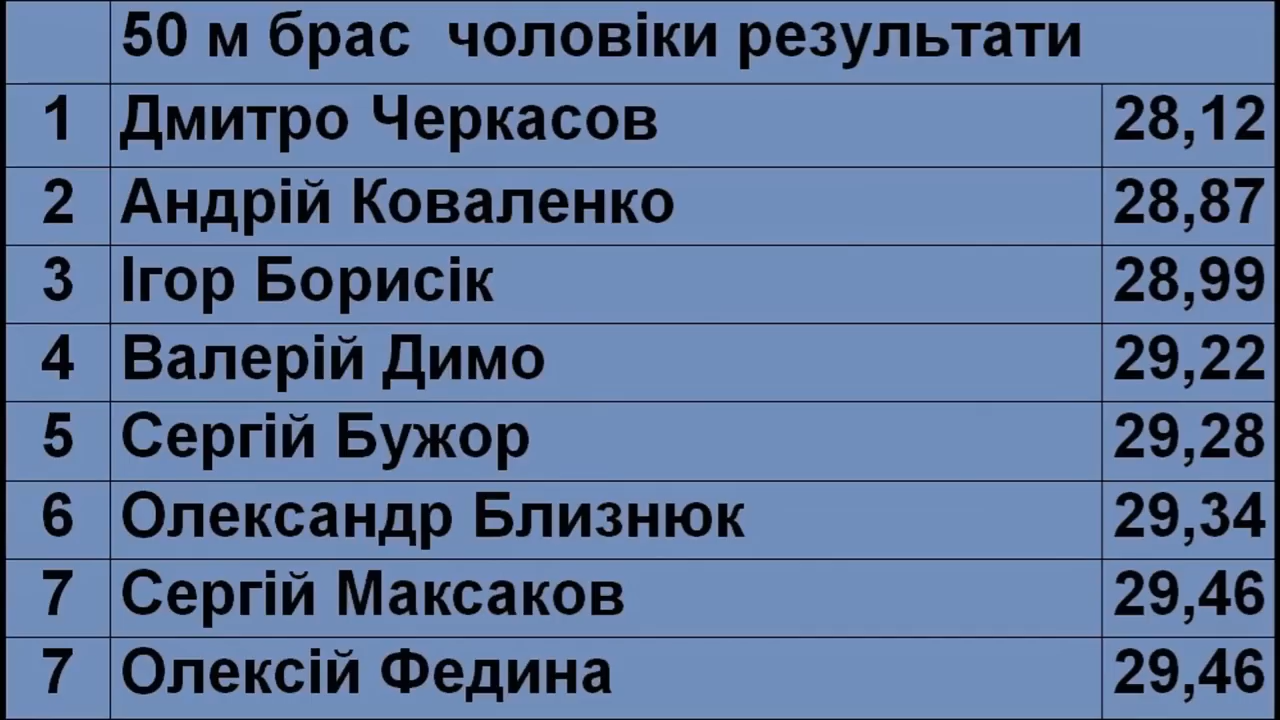 50 м брас чоловіки результати
1 Дмитро Черкасов 28,12
2 Андрій Коваленко 28,87
3 Ігор Борисік 28,99
4 Валерій Димо 29,22
5 Сергій Бужор 29,28
6 Олександр Близнюк 29,34
7 Сергій Максаков 29,46
7 Олексій Федина 29,46